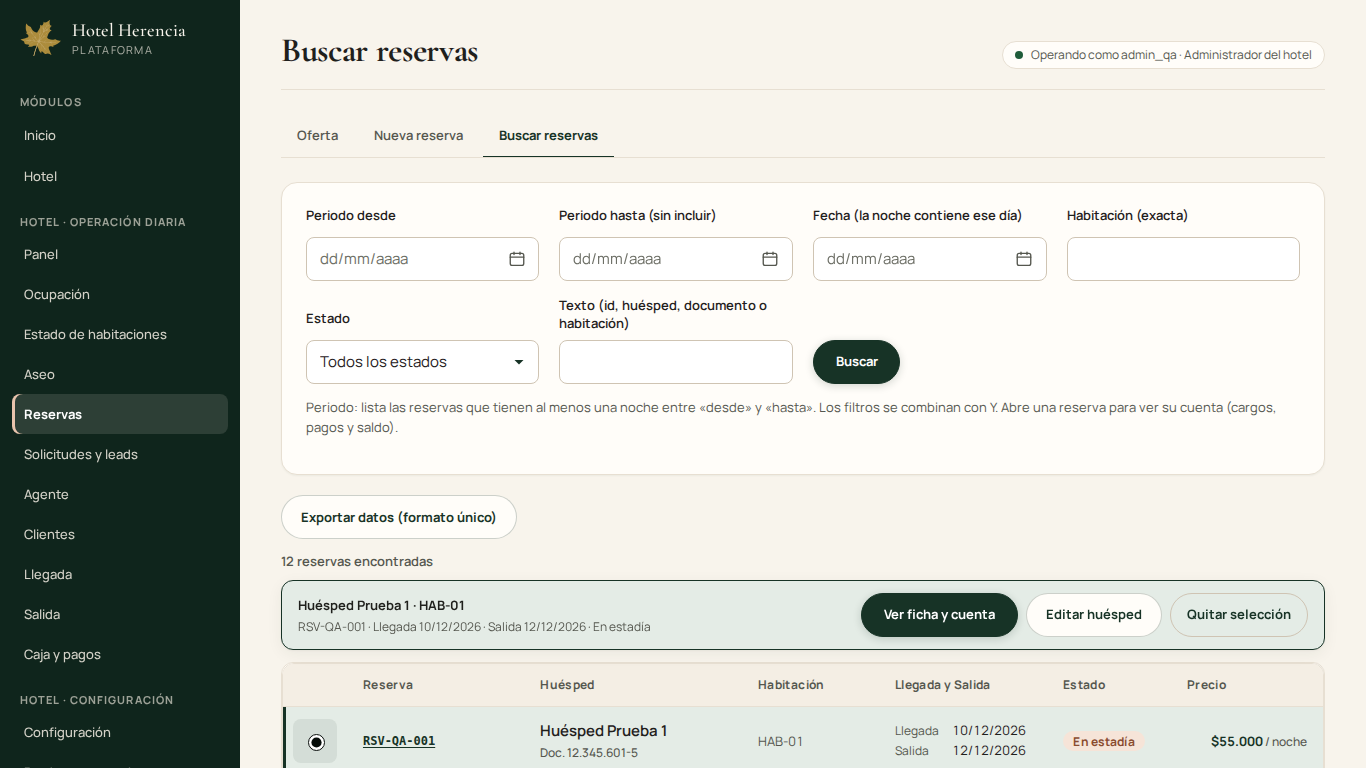 Hotel Herencia
PLATAFORMA
MÓDULOS
Inicio
Hotel
HOTEL · OPERACIÓN DIARIA
Panel
Ocupación
Estado de habitaciones
Aseo
Reservas
Solicitudes y leads
Agente
Clientes
Llegada
Salida
Caja y pagos
HOTEL · CONFIGURACIÓN
Configuración
Buscar reservas
Operando como admin_qa · Administrador del hotel
Oferta Nueva reserva Buscar reservas
Periodo desde Periodo hasta (sin incluir) Fecha (la noche contiene ese día) Habitación (exacta)
dd/mm/aaaa dd/mm/aaaa dd/mm/aaaa
Estado
Texto (id, huésped, documento o
habitación)
Todos los estados
Buscar
Periodo: lista las reservas que tienen al menos una noche entre «desde» y «hasta». Los filtros se combinan con Y. Abre una reserva para ver su cuenta (cargos,
pagos y saldo).
Exportar datos (formato único)
12 reservas encontradas
Huésped Prueba 1 · HAB-01
RSV-QA-001 · Llegada 10/12/2026 · Salida 12/12/2026 · En estadía
Ver ficha y cuenta Editar huésped Quitar selección
Reserva Huésped Habitación Llegada y Salida Estado Precio
RSV-QA-001
Huésped Prueba 1
Doc. 12.345.601-5
HAB-01
Llegada 10/12/2026
Salida 12/12/2026
En estadía
$55.000 / noche